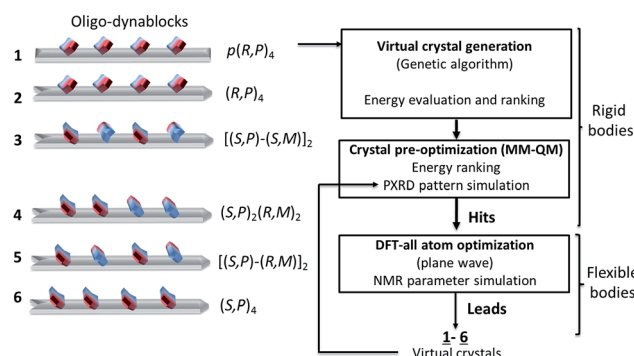 Oligo-dynablocks
1 p(R,P)4
2 (R,P)4
3 [(S,P)-(S,M)]2
4 (S,P)2(R,M)2
5 [(S,P)-(R,M)]2
6 (S,P)4
Virtual crystal generation
(Genetic algorithm)
Energy evaluation and ranking
Crystal pre-optimization (MM-QM)
Energy ranking
PXRD pattern simulation
Hits
DFT-all atom optimization
(plane wave)
NMR parameter simulation
Leads
1- 6
Virtual crystals
Rigid
bodies
Flexible
bodies